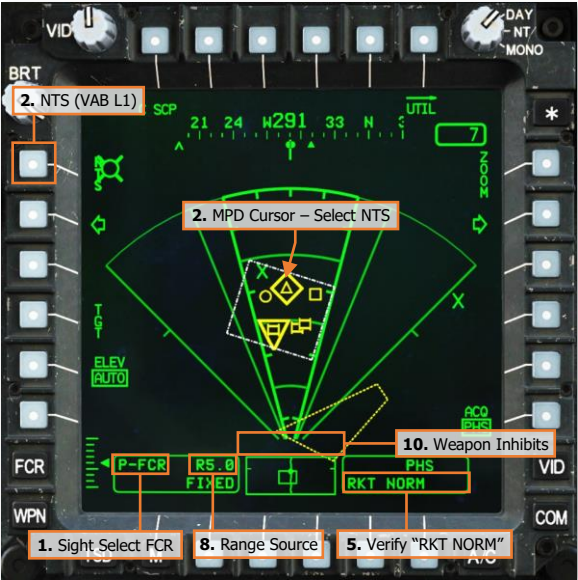 VID
DAY
NT
MONO
BRT
2. NTS (VAB L1)
SCP
UTIL
21 24 W291 33 N 3
7
*
N
T
S
ZOOM
2. MPD Cursor – Select NTS
X
X
TGT
ELEV
AUTO
ACQ
PHS
10. Weapon Inhibits
FCR
P-FCR R5.0
FIXED
PHS
RKT NORM
VID
WPN
COM
1. Sight Select FCR
8. Range Source
5. Verify “RKT NORM”
TSD
M
A/C